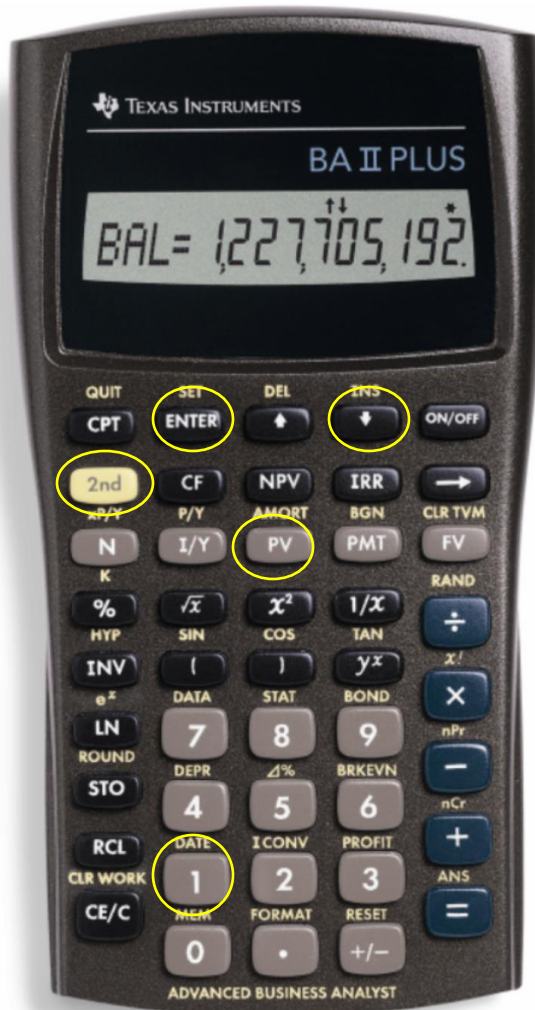 TEXAS INSTRUMENTS
BA II PLUS
BAL= 1,227,705,192.
QUIT SET DEL INS
CPT ENTER ↑ ↓ ON/OFF
2nd CF NPV IRR →
xP/Y P/Y AMORT BGN CLR TVM
N I/Y PV PMT FV
K RAND
% √x x² 1/x ÷
HYP SIN COS TAN x!
INV ( ) yˣ ×
eˣ DATA STAT BOND nPr
LN 7 8 9 −
ROUND DEPR Δ% BRKEVN nCr
STO 4 5 6 +
DATE ICONV PROFIT
RCL 1 2 3
CLR WORK MEM FORMAT RESET ANS
CE/C 0 . +/− =
ADVANCED BUSINESS ANALYST